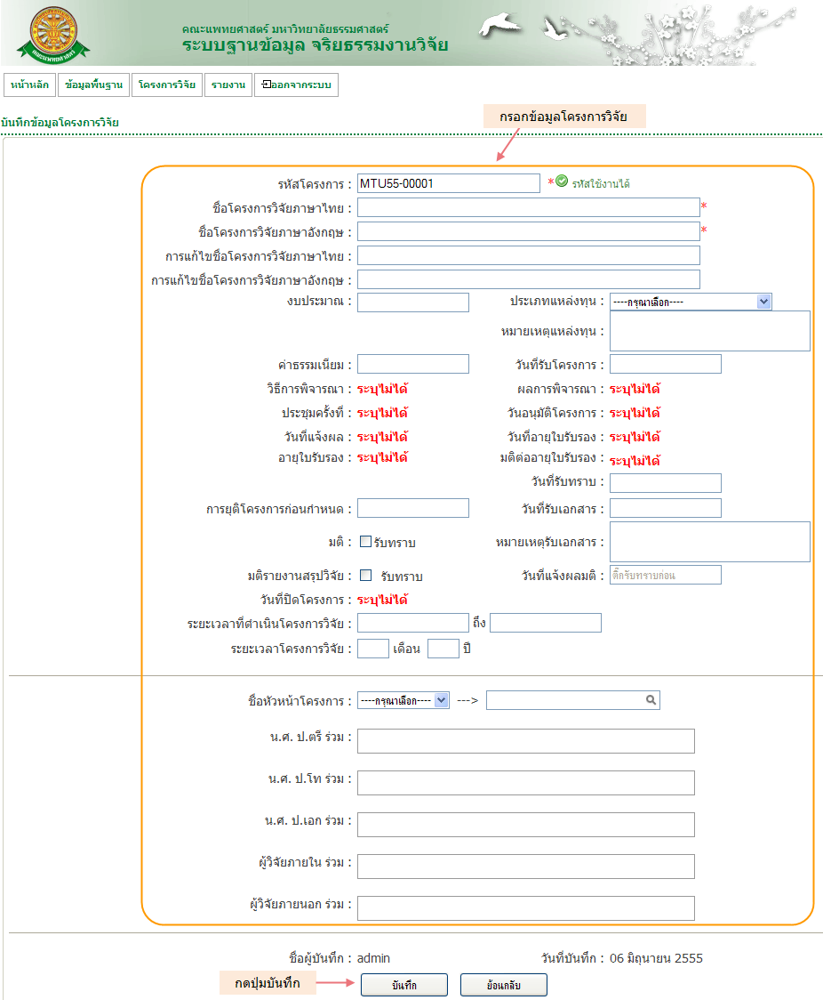 คณะแพทยศาสตร์ มหาวิทยาลัยธรรมศาสตร์
ระบบฐานข้อมูล จริยธรรมงานวิจัย
คณะแพทยศาสตร์
หน้าหลัก ข้อมูลพื้นฐาน โครงการวิจัย รายงาน ออกจากระบบ
กรอกข้อมูลโครงการวิจัย
บันทึกข้อมูลโครงการวิจัย
รหัสโครงการ : MTU55-00001 * รหัสใช้งานได้
ชื่อโครงการวิจัยภาษาไทย : *
ชื่อโครงการวิจัยภาษาอังกฤษ : *
การแก้ไขชื่อโครงการวิจัยภาษาไทย :
การแก้ไขชื่อโครงการวิจัยภาษาอังกฤษ :
งบประมาณ : ประเภทแหล่งทุน : ----กรุณาเลือก----
หมายเหตุแหล่งทุน :
ค่าธรรมเนียม : วันที่รับโครงการ :
วิธีการพิจารณา : ระบุไม่ได้ ผลการพิจารณา : ระบุไม่ได้
ประชุมครั้งที่ : ระบุไม่ได้ วันอนุมัติโครงการ : ระบุไม่ได้
วันที่แจ้งผล : ระบุไม่ได้ วันที่อายุใบรับรอง : ระบุไม่ได้
อายุใบรับรอง : ระบุไม่ได้ มติต่ออายุใบรับรอง : ระบุไม่ได้
วันที่รับทราบ :
การยุติโครงการก่อนกำหนด : วันที่รับเอกสาร :
มติ : รับทราบ หมายเหตุรับเอกสาร :
มติรายงานสรุปวิจัย : รับทราบ วันที่แจ้งผลมติ : ติ๊กรับทราบก่อน
วันที่ปิดโครงการ : ระบุไม่ได้
ระยะเวลาที่ดำเนินโครงการวิจัย : ถึง
ระยะเวลาโครงการวิจัย : เดือน ปี
ชื่อหัวหน้าโครงการ : ----กรุณาเลือก---- --->
น.ศ. ป.ตรี ร่วม :
น.ศ. ป.โท ร่วม :
น.ศ. ป.เอก ร่วม :
ผู้วิจัยภายใน ร่วม :
ผู้วิจัยภายนอก ร่วม :
ชื่อผู้บันทึก : admin วันที่บันทึก : 06 มิถุนายน 2555
กดปุ่มบันทึก บันทึก ย้อนกลับ